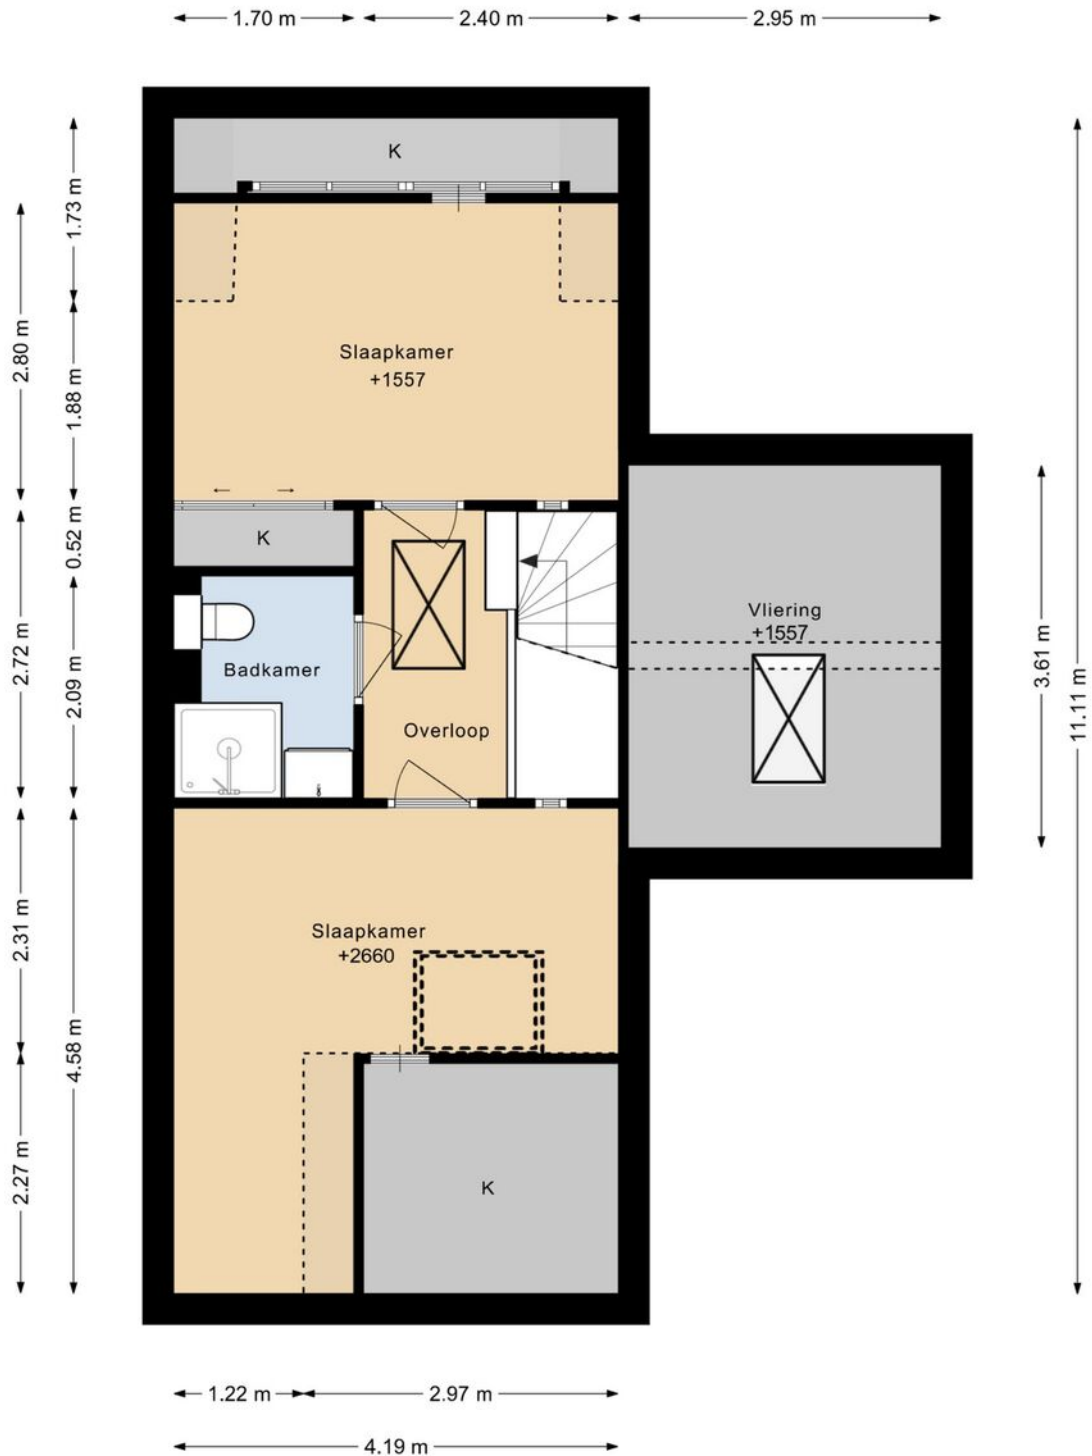 1.70 m
2.40 m
2.95 m
K
1.73 m
2.80 m
1.88 m
Slaapkamer
+1557
0.52 m
K
2.72 m
2.09 m
Badkamer
Overloop
Vliering
+1557
3.61 m
11.11 m
2.31 m
4.58 m
Slaapkamer
+2660
2.27 m
K
1.22 m
2.97 m
4.19 m